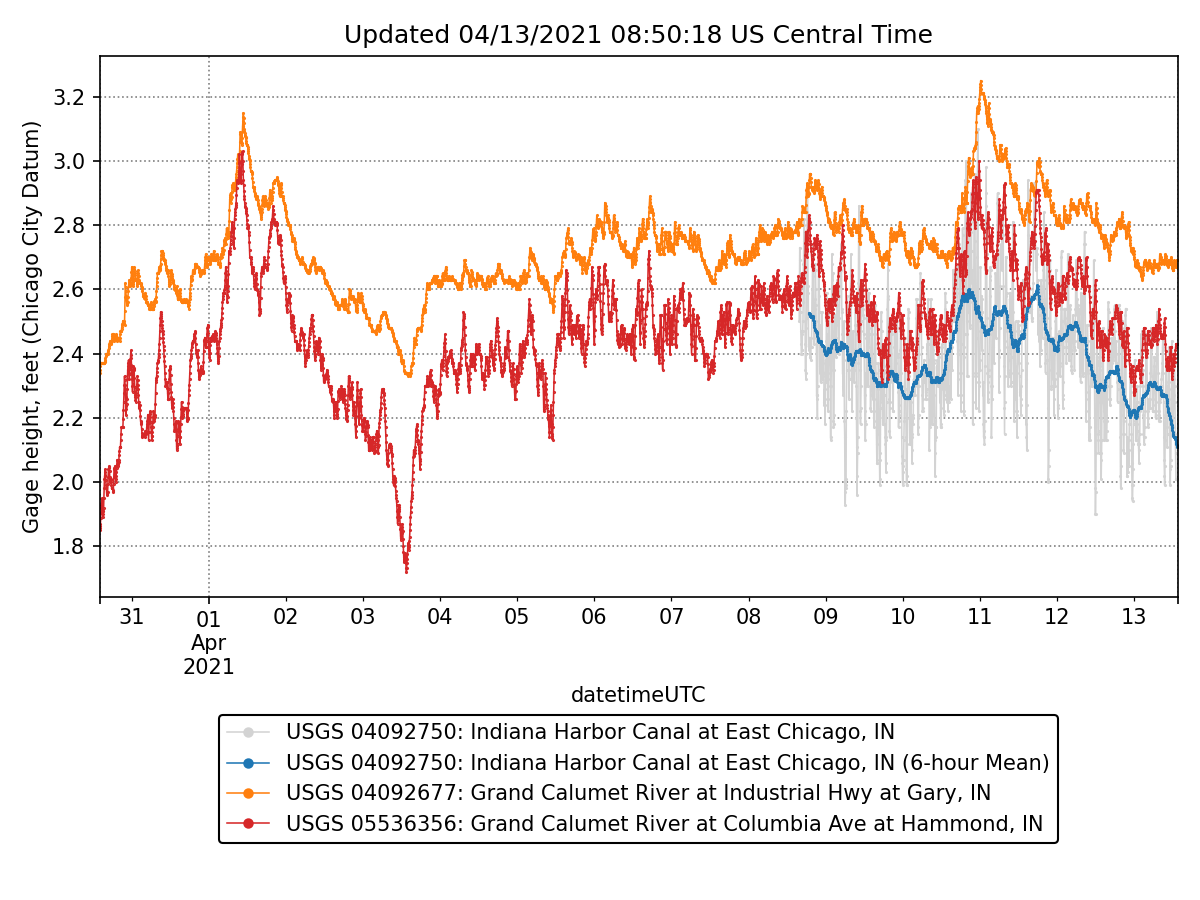 Updated 04/13/2021 08:50:18 US Central Time
Gage height, feet (Chicago City Datum)
3.2
3.0
2.8
2.6
2.4
2.2
2.0
1.8
31 01 02 03 04 05 06 07 08 09 10 11 12 13
Apr
2021
datetimeUTC
USGS 04092750: Indiana Harbor Canal at East Chicago, IN
USGS 04092750: Indiana Harbor Canal at East Chicago, IN (6-hour Mean)
USGS 04092677: Grand Calumet River at Industrial Hwy at Gary, IN
USGS 05536356: Grand Calumet River at Columbia Ave at Hammond, IN